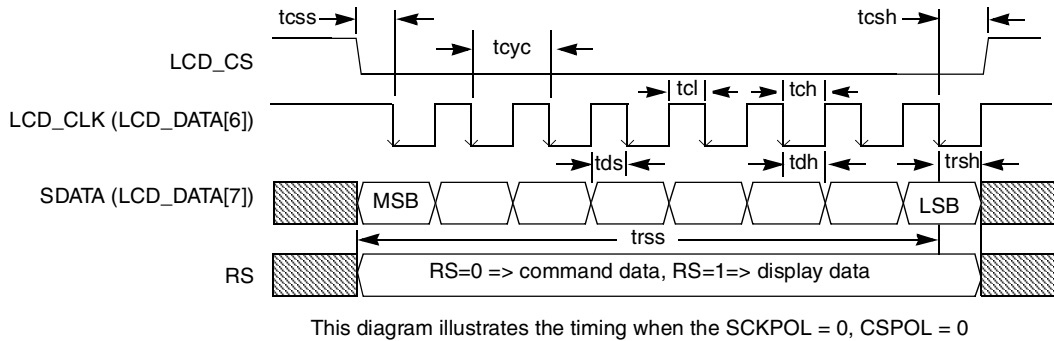 tcss
tcsh
tcyc
LCD_CS
tcl
tch
LCD_CLK (LCD_DATA[6])
tds
tdh
trsh
SDATA (LCD_DATA[7])
MSB
LSB
trss
RS
RS=0 => command data, RS=1=> display data
This diagram illustrates the timing when the SCKPOL = 0, CSPOL = 0